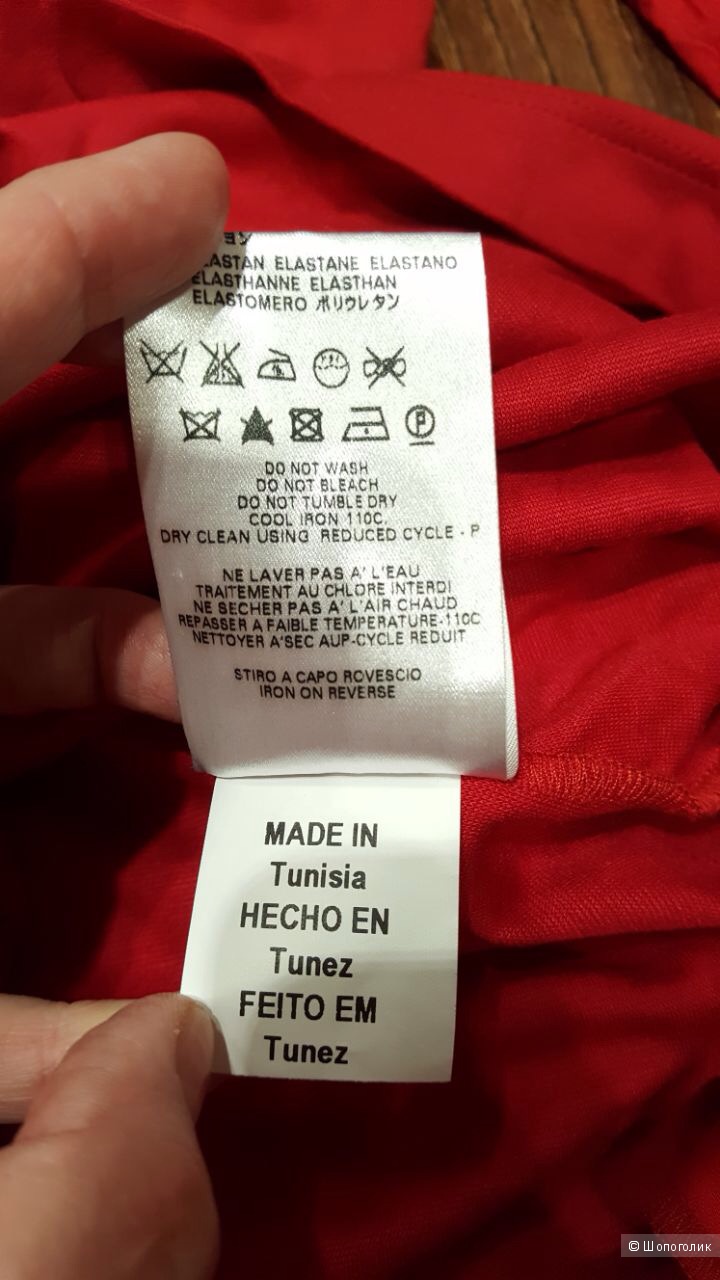 ELASTANE ELASTANO
ELASTHANNE ELASTHAN
ELASTOMERO ポリウレタン
P
DO NOT WASH
DO NOT BLEACH
DO NOT TUMBLE DRY
COOL IRON 110C.
DRY CLEAN USING REDUCED CYCLE - P
NE LAVER PAS A' L'EAU
TRAITEMENT AU CHLORE INTERDI
NE SECHER PAS A' L'AIR CHAUD
REPASSER A FAIBLE TEMPERATURE-110C
NETTOYER A'SEC AUP-CYCLE REDUIT
STIRO A CAPO ROVESCIO
IRON ON REVERSE
MADE IN
Tunisia
HECHO EN
Tunez
FEITO EM
Tunez
© Шопоголик